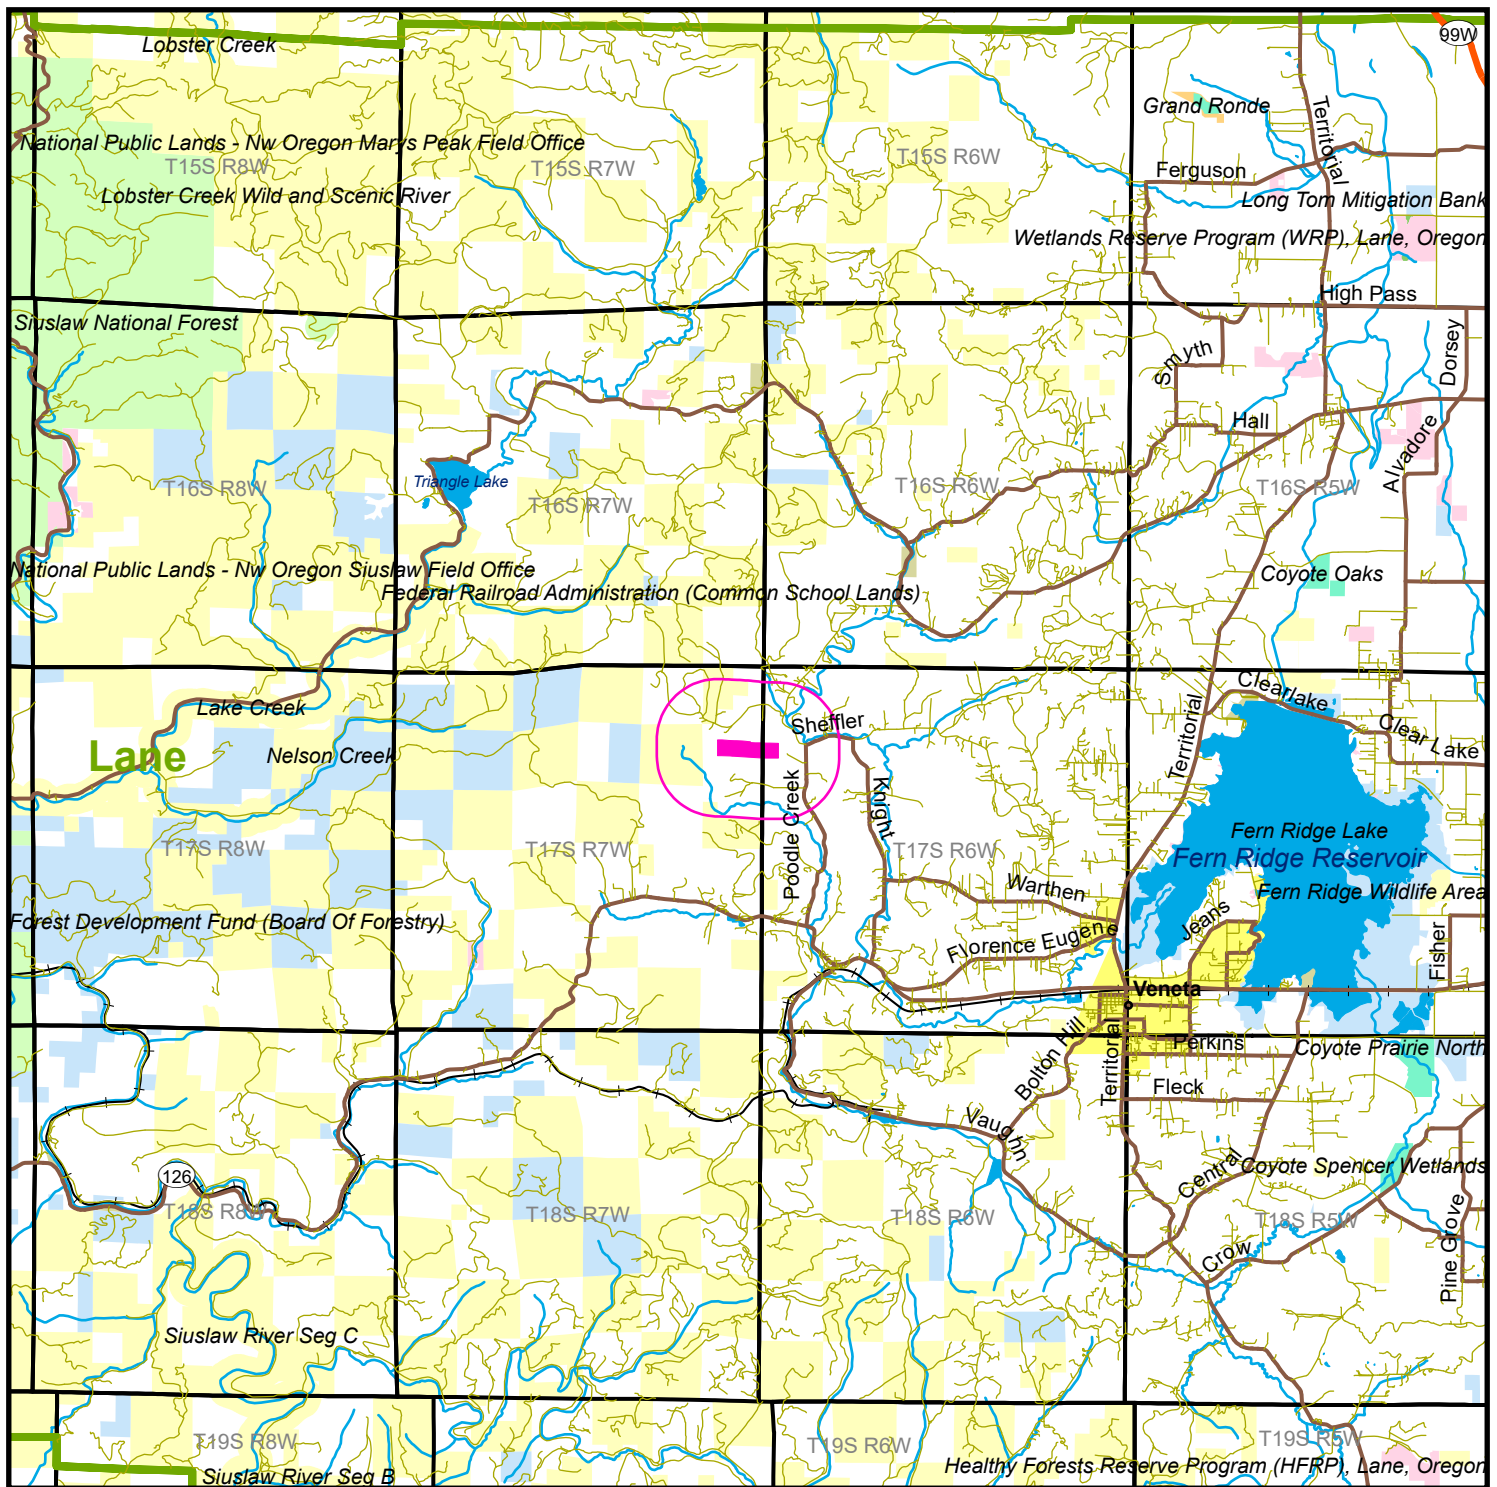 99W
Lobster Creek
Grand Ronde
Territorial
National Public Lands - Nw Oregon Marys Peak Field Office
T15S R8W
T15S R7W
T15S R6W
Ferguson
Lobster Creek Wild and Scenic River
Long Tom Mitigation Bank
Wetlands Reserve Program (WRP), Lane, Oregon
High Pass
Siuslaw National Forest
Smyth
Dorsey
Hall
Alvadore
Triangle Lake
T16S R8W
T16S R7W
T16S R6W
T16S R5W
National Public Lands - Nw Oregon Siuslaw Field Office
Coyote Oaks
Federal Railroad Administration (Common School Lands)
Clearlake
Lake Creek
Sheffler
Territorial
Clear Lake
Lane
Nelson Creek
Knight
Poodle Creek
Fern Ridge Lake
T17S R8W
T17S R7W
T17S R6W
Fern Ridge Reservoir
Warthen
Fern Ridge Wildlife Area
Forest Development Fund (Board Of Forestry)
Jeans
Florence Eugene
Fisher
Veneta
Bolton Hill
Territorial
Perkins
Coyote Prairie North
Fleck
Vaughn
126
Central
Coyote Spencer Wetlands
T18S R8W
T18S R7W
T18S R6W
T18S R5W
Crow
Pine Grove
Siuslaw River Seg C
T19S R8W
T19S R6W
T19S R5W
Siuslaw River Seg B
Healthy Forests Reserve Program (HFRP), Lane, Oregon